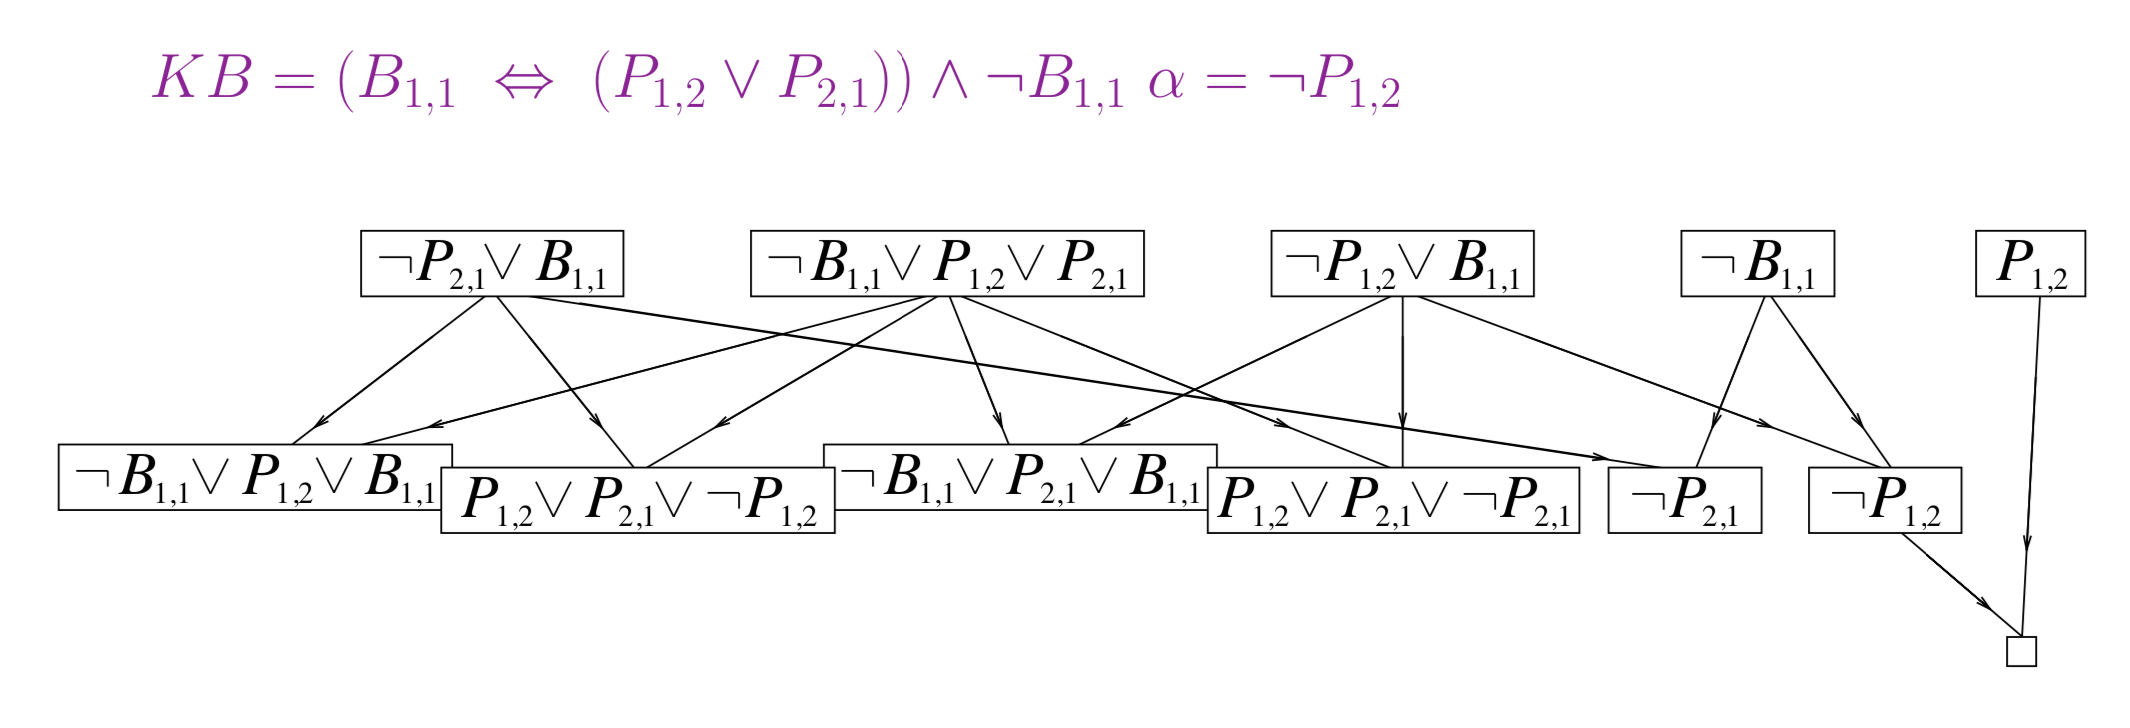 KB = (B₁,₁ ⇔ (P₁,₂ ∨ P₂,₁)) ∧ ¬B₁,₁ α = ¬P₁,₂
¬P₂,₁ ∨ B₁,₁ ¬B₁,₁ ∨ P₁,₂ ∨ P₂,₁ ¬P₁,₂ ∨ B₁,₁ ¬B₁,₁ P₁,₂
¬B₁,₁ ∨ P₁,₂ ∨ B₁,₁ P₁,₂ ∨ P₂,₁ ∨ ¬P₁,₂ ¬B₁,₁ ∨ P₂,₁ ∨ B₁,₁ P₁,₂ ∨ P₂,₁ ∨ ¬P₂,₁ ¬P₂,₁ ¬P₁,₂